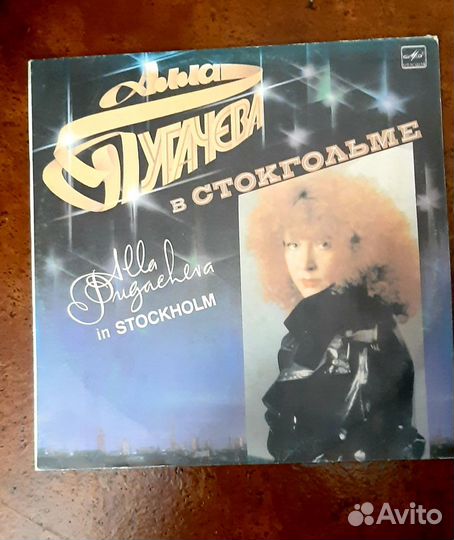 Алла
Пугачева
в СТОКГОЛЬМЕ
Alla
Pugacheva
in STOCKHOLM
Avito